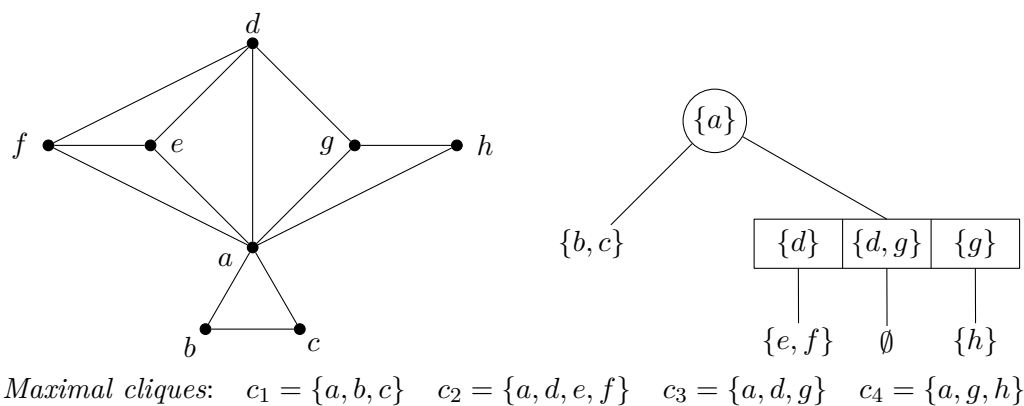 d
{a}
f
e
g
h
{b, c}
{d}
{d, g}
{g}
a
{e, f}
∅
{h}
b
c
Maximal cliques: c₁ = {a, b, c} c₂ = {a, d, e, f} c₃ = {a, d, g} c₄ = {a, g, h}